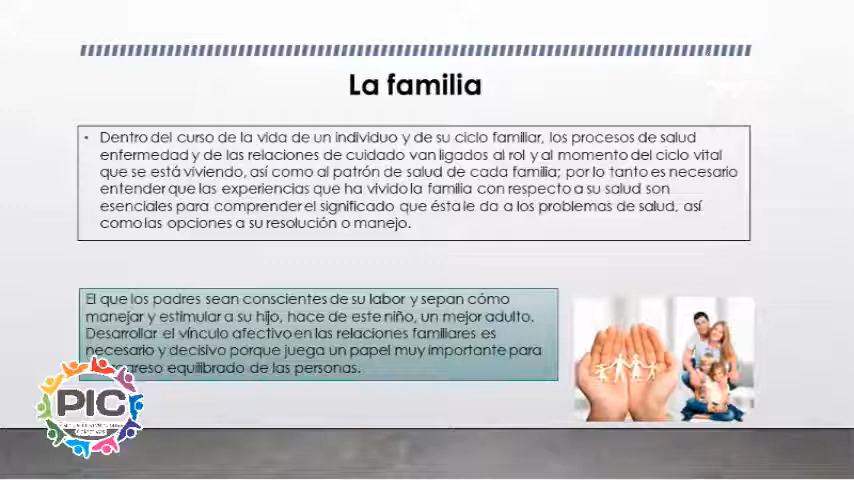 La familia
• Dentro del curso de la vida de un individuo y de su ciclo familiar, los procesos de salud
enfermedad y de las relaciones de cuidado van ligados al rol y al momento del ciclo vital
que se está viviendo, así como al patrón de salud de cada familia; por lo tanto es necesario
entender que las experiencias que ha vivido la familia con respecto a su salud son
esenciales para comprender el significado que ésta le da a los problemas de salud, así
como las opciones a su resolución o manejo.
El que los padres sean conscientes de su labor y sepan cómo
manejar y estimular a su hijo, hace de este niño, un mejor adulto.
Desarrollar el vínculo afectivo en las relaciones familiares es
necesario y decisivo porque juega un papel muy importante para
equilibrado de las personas.
PIC